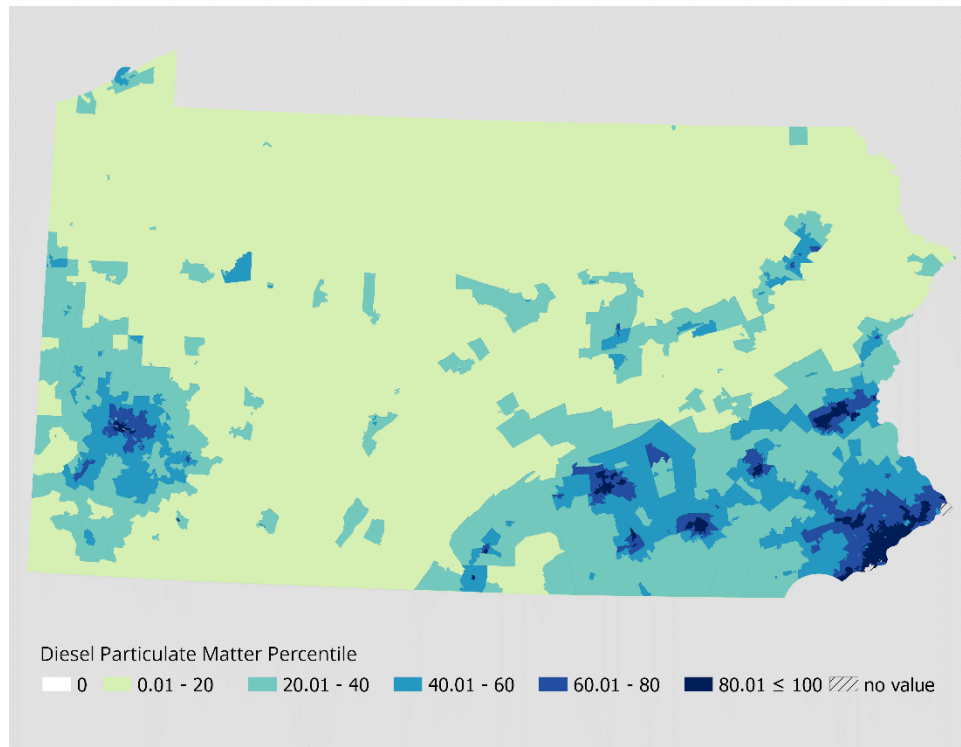 Diesel Particulate Matter Percentile
0 0.01 - 20 20.01 - 40 40.01 - 60 60.01 - 80 80.01 ≤ 100 no value